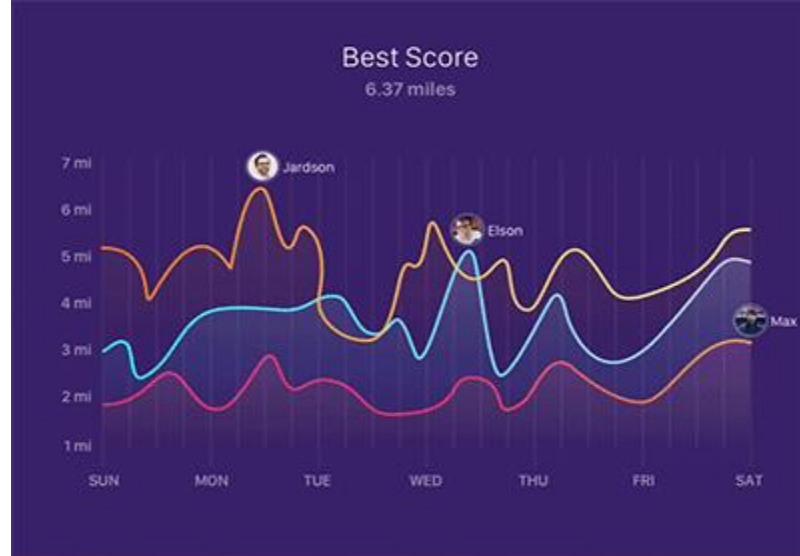 Best Score
6.37 miles
7 mi
Jardson
6 mi
Elson
5 mi
4 mi
Max
3 mi
2 mi
1 mi
SUN MON TUE WED THU FRI SAT